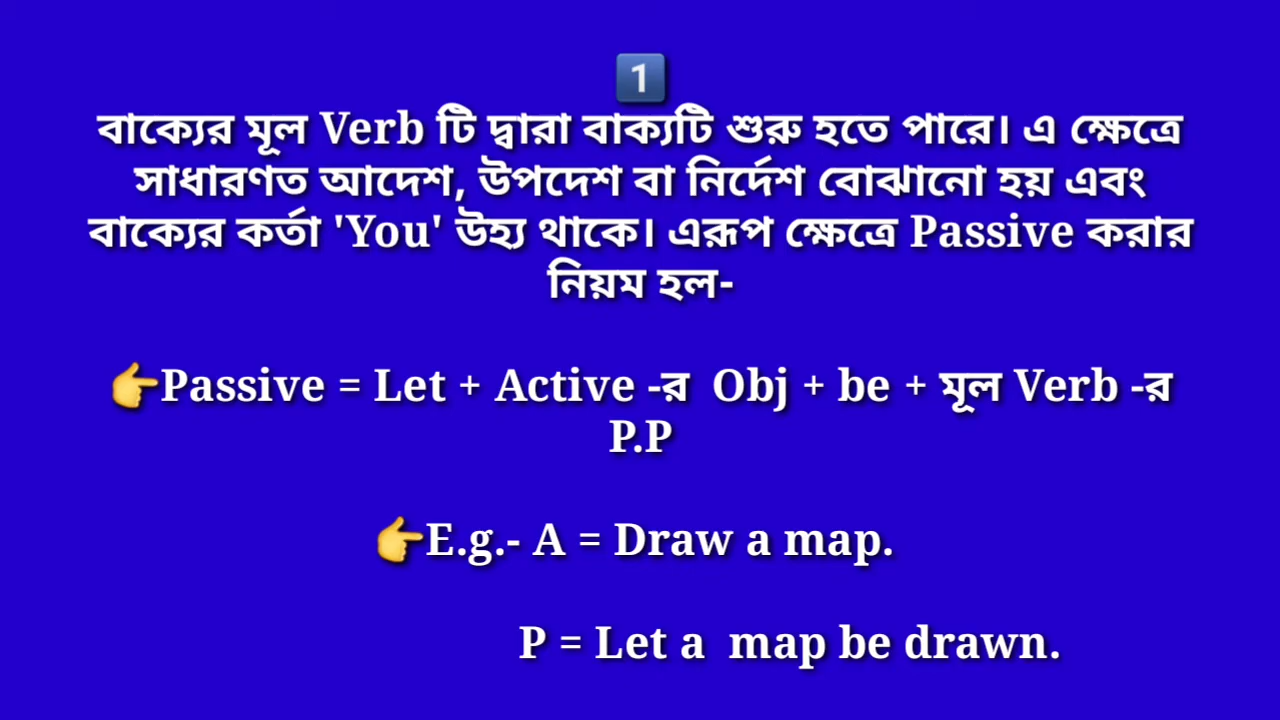 1
বাক্যের মূল Verb টি দ্বারা বাক্যটি শুরু হতে পারে। এ ক্ষেত্রে
সাধারণত আদেশ, উপদেশ বা নির্দেশ বোঝানো হয় এবং
বাক্যের কর্তা 'You' উহ্য থাকে। এরূপ ক্ষেত্রে Passive করার
নিয়ম হল-
👉Passive = Let + Active -র Obj + be + মূল Verb -র
P.P
👉E.g.- A = Draw a map.
P = Let a map be drawn.